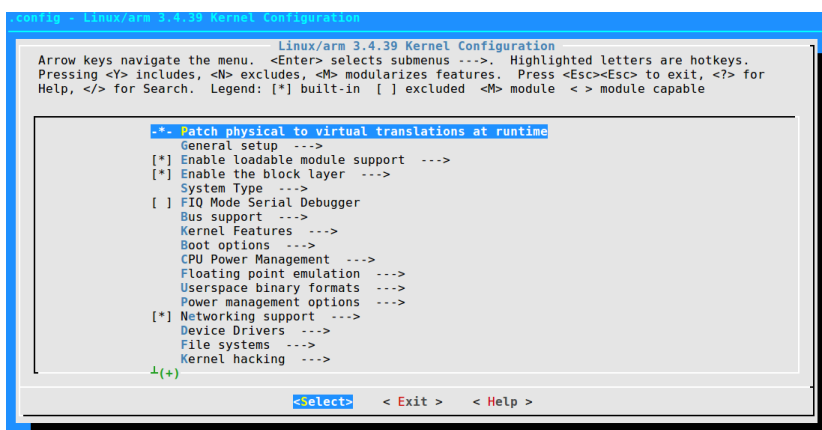 .config - Linux/arm 3.4.39 Kernel Configuration
Linux/arm 3.4.39 Kernel Configuration
Arrow keys navigate the menu.  <Enter> selects submenus --->.  Highlighted letters are hotkeys.
Pressing <Y> includes, <N> excludes, <M> modularizes features.  Press <Esc><Esc> to exit, <?> for
Help, </> for Search.  Legend: [*] built-in  [ ] excluded  <M> module  < > module capable
-*- Patch physical to virtual translations at runtime
General setup  --->
[*] Enable loadable module support  --->
[*] Enable the block layer  --->
System Type  --->
[ ] FIQ Mode Serial Debugger
Bus support  --->
Kernel Features  --->
Boot options  --->
CPU Power Management  --->
Floating point emulation  --->
Userspace binary formats  --->
Power management options  --->
[*] Networking support  --->
Device Drivers  --->
File systems  --->
Kernel hacking  --->
┴(+)
<Select>    < Exit >    < Help >